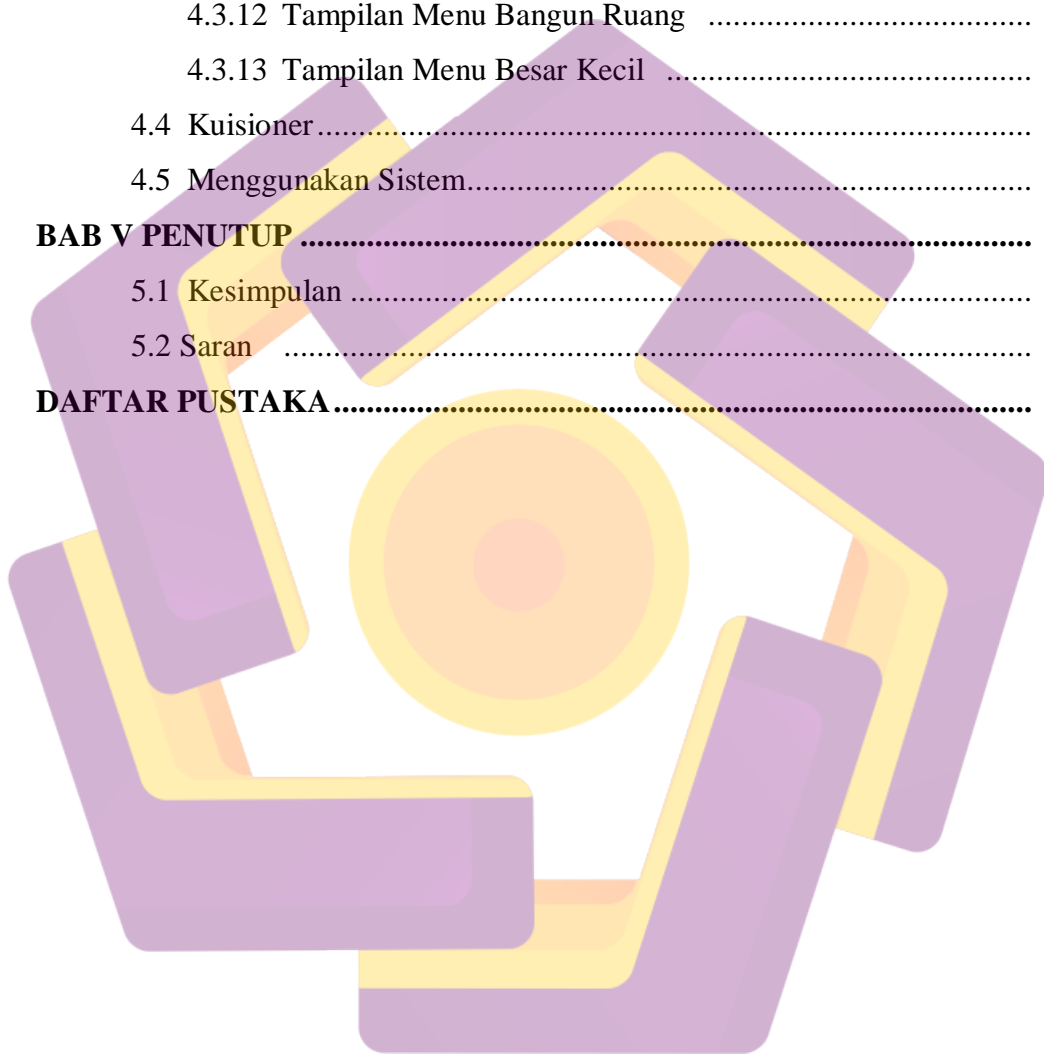 4.3.12 Tampilan Menu Bangun Ruang ...................................
4.3.13 Tampilan Menu Besar Kecil .......................................
4.4 Kuisioner............................................................................
4.5 Menggunakan Sistem............................................................
BAB V PENUTUP ..............................................................................
5.1 Kesimpulan .........................................................................
5.2 Saran ................................................................................
DAFTAR PUSTAKA...........................................................................